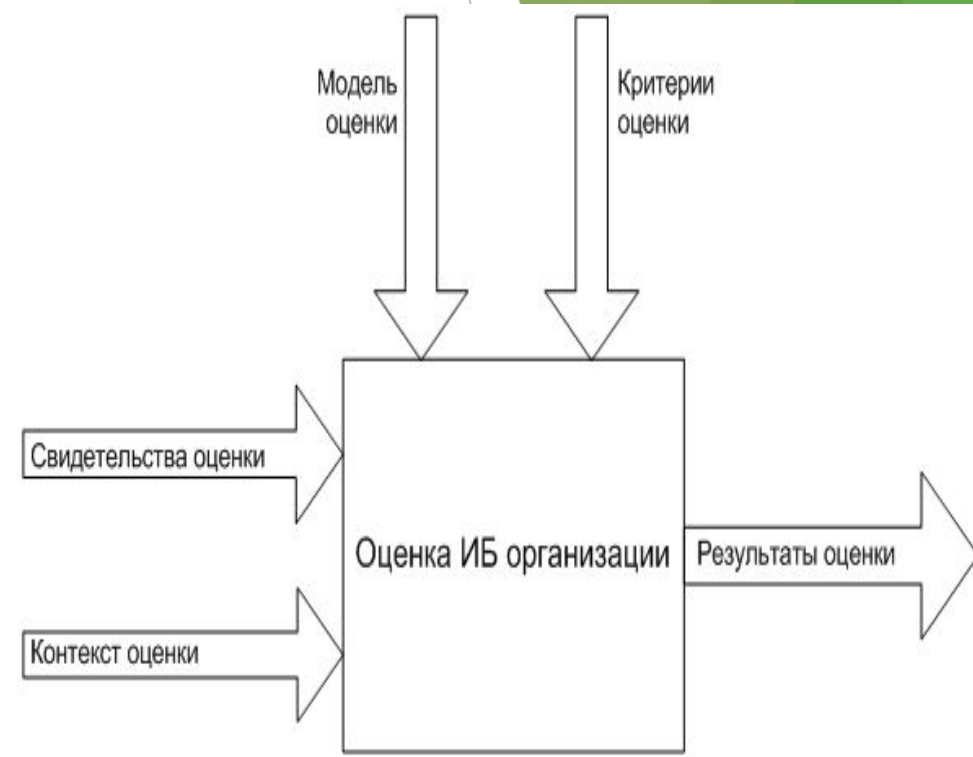 Модель
оценки
Критерии
оценки
Свидетельства оценки
Оценка ИБ организации
Результаты оценки
Контекст оценки